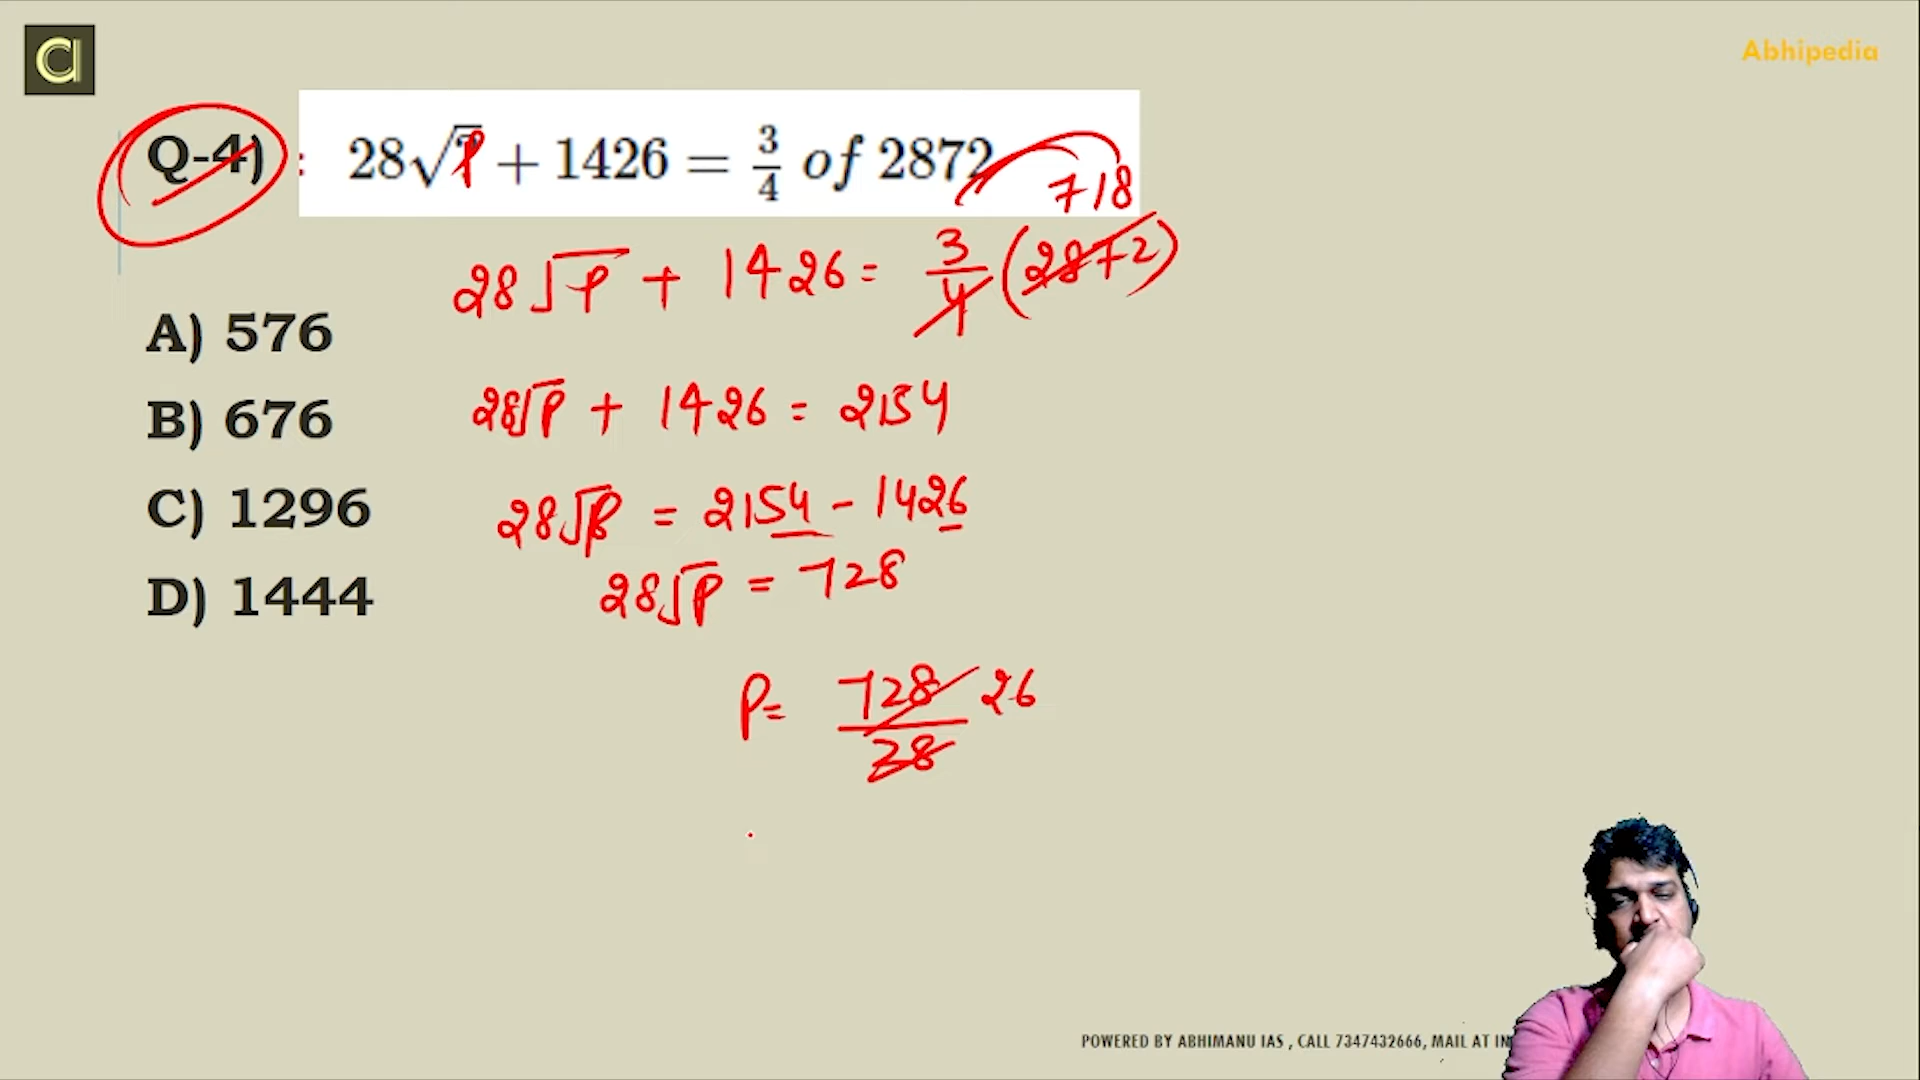 Abhipedia
Q-4) : 28√P + 1426 = 3/4 of 2872
718
28√P + 1426 = 3/4 (2872)
A) 576
28√P + 1426 = 2154
B) 676
28√P = 2154 - 1426
C) 1296
28√P = 728
D) 1444
P = 728/28 26
POWERED BY ABHIMANU IAS , CALL 7347432666, MAIL AT IN